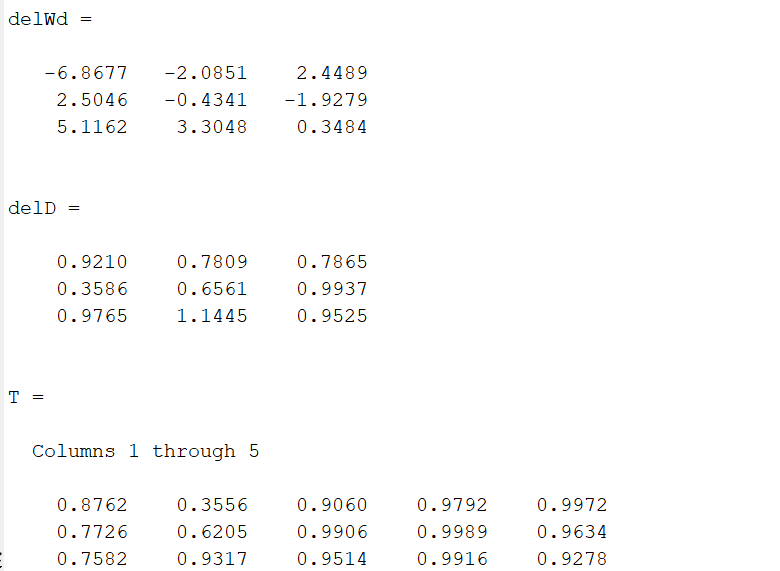 delWd =
-6.8677 -2.0851 2.4489
2.5046 -0.4341 -1.9279
5.1162 3.3048 0.3484
delD =
0.9210 0.7809 0.7865
0.3586 0.6561 0.9937
0.9765 1.1445 0.9525
T =
Columns 1 through 5
0.8762 0.3556 0.9060 0.9792 0.9972
0.7726 0.6205 0.9906 0.9989 0.9634
0.7582 0.9317 0.9514 0.9916 0.9278